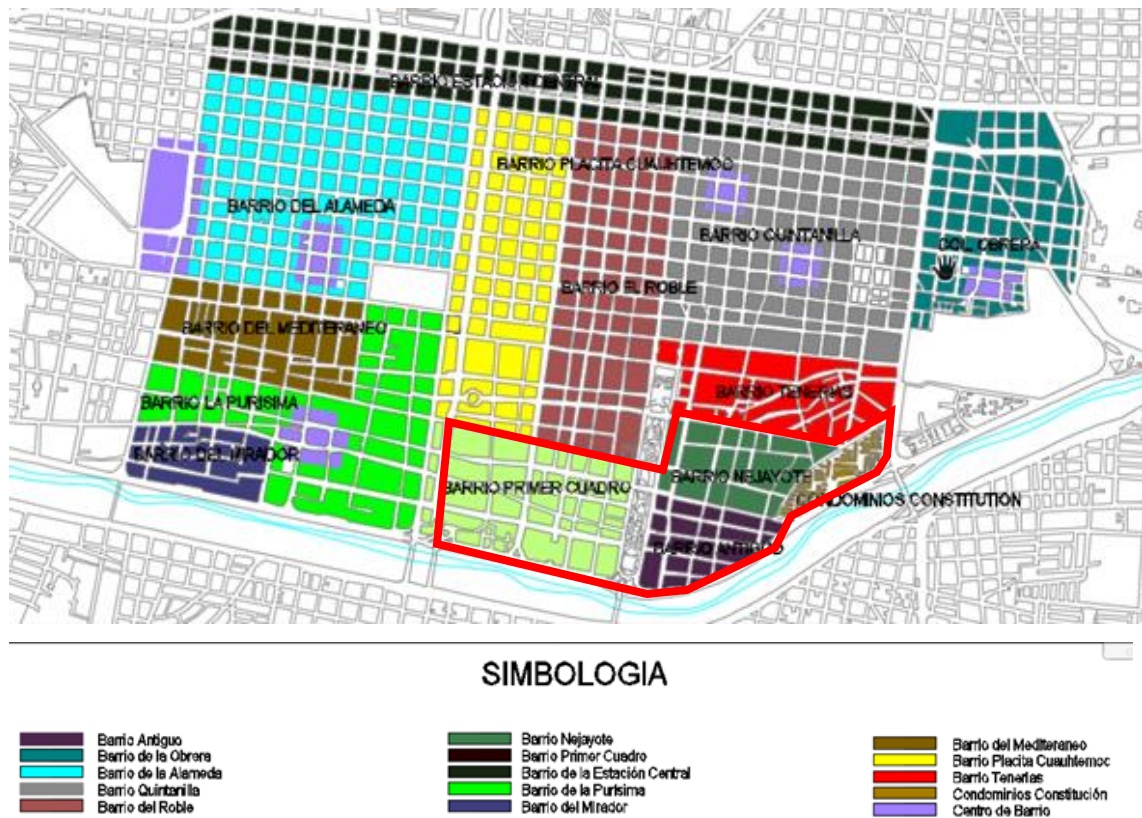 BARRIO ESTACION CENTRAL
BARRIO PLACITA CUAUHTEMOC
BARRIO DEL ALAMEDA
BARRIO QUINTANILLA
COL. OBRERA
BARRIO EL ROBLE
BARRIO DEL MEDITERANEO
BARRIO TENERIAS
BARRIO LA PURISIMA
BARRIO DEL MIRADOR
BARRIO NEJAYOTE
BARRIO PRIMER CUADRO
CONDOMINIOS CONSTITUTION
BARRIO ANTIGUO
SIMBOLOGIA
Barrio Antiguo
Barrio de la Obrera
Barrio de la Alameda
Barrio Quintanilla
Barrio del Roble
Barrio Nejayote
Barrio Primer Cuadro
Barrio de la Estación Central
Barrio de la Purísima
Barrio del Mirador
Barrio del Mediteraneo
Barrio Placita Cuauhtemoc
Barrio Tenerias
Condominios Constitución
Centro de Barrio